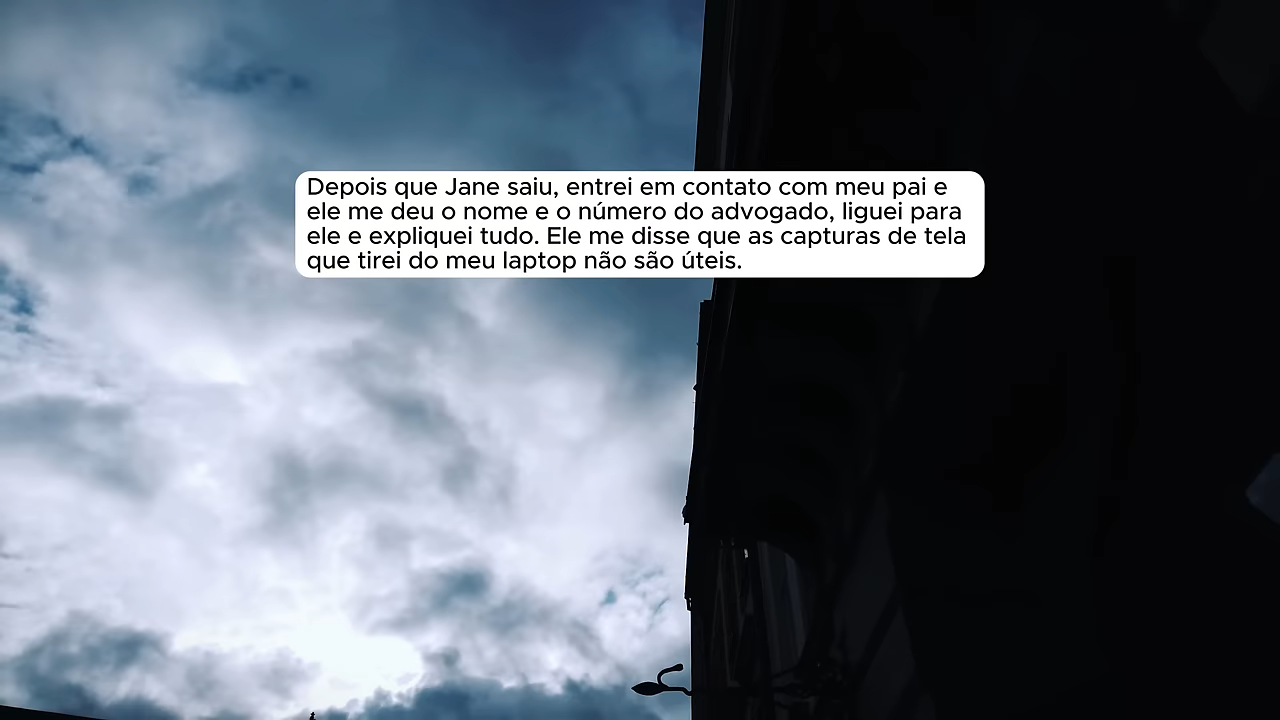 Depois que Jane saiu, entrei em contato com meu pai e
ele me deu o nome e o número do advogado, liguei para
ele e expliquei tudo. Ele me disse que as capturas de tela
que tirei do meu laptop não são úteis.